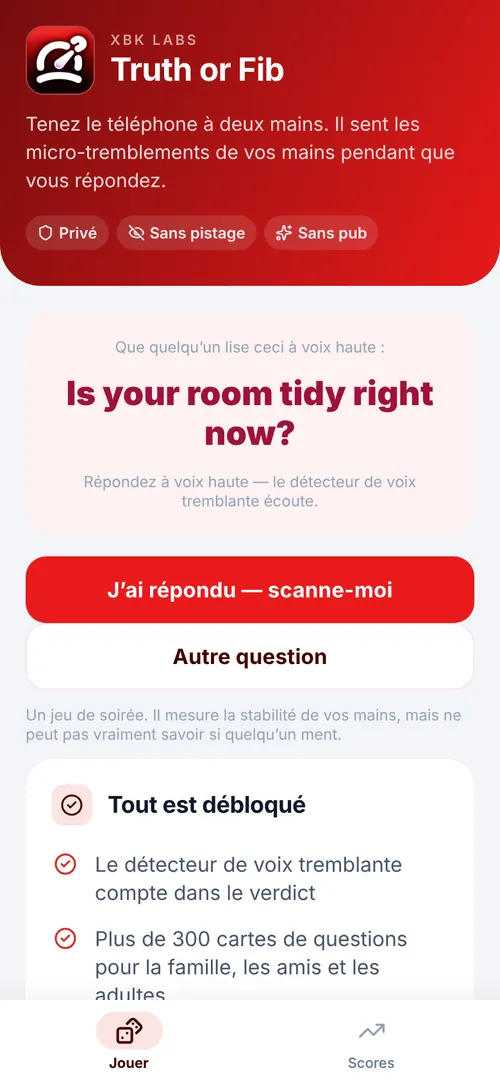 XBK LABS
Truth or Fib
Tenez le téléphone à deux mains. Il sent les
micro-tremblements de vos mains pendant que
vous répondez.
Privé
Sans pistage
Sans pub
Que quelqu’un lise ceci à voix haute :
Is your room tidy right
now?
Répondez à voix haute — le détecteur de voix
tremblante écoute.
J’ai répondu — scanne-moi
Autre question
Un jeu de soirée. Il mesure la stabilité de vos mains, mais ne
peut pas vraiment savoir si quelqu’un ment.
Tout est débloqué
Le détecteur de voix tremblante
compte dans le verdict
Plus de 300 cartes de questions
pour la famille, les amis et les
adultes
Jouer
Scores